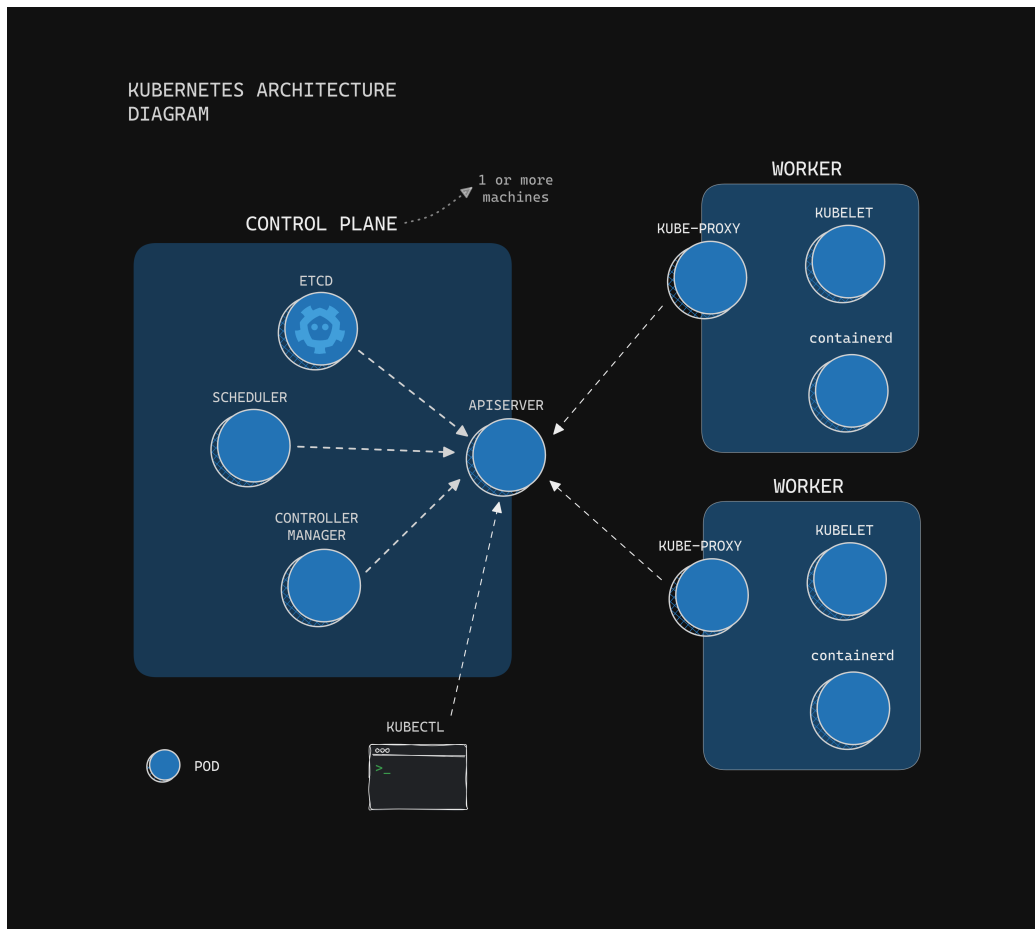 KUBERNETES ARCHITECTURE
DIAGRAM
1 or more
machines
CONTROL PLANE
ETCD
SCHEDULER
CONTROLLER
MANAGER
APISERVER
KUBECTL
>_
POD
WORKER
KUBE-PROXY
KUBELET
containerd
WORKER
KUBE-PROXY
KUBELET
containerd